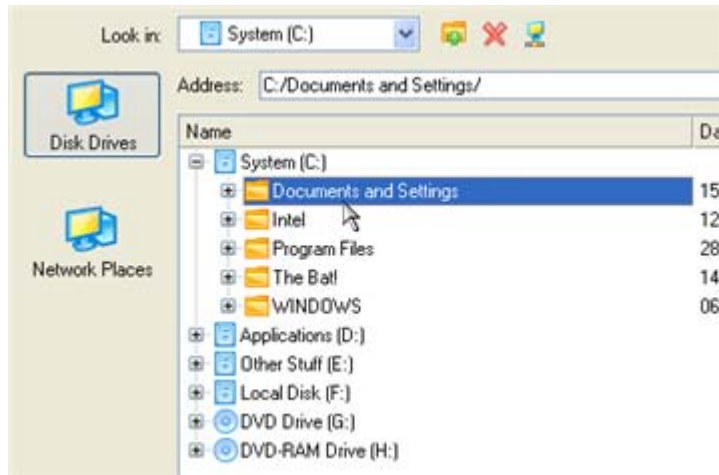 Look in: System (C:)
Address: C:/Documents and Settings/
Disk Drives
Network Places
Name Da
System (C:)
Documents and Settings 15
Intel 12
Program Files 28
The Bat! 14
WINDOWS 06
Applications (D:)
Other Stuff (E:)
Local Disk (F:)
DVD Drive (G:)
DVD-RAM Drive (H:)